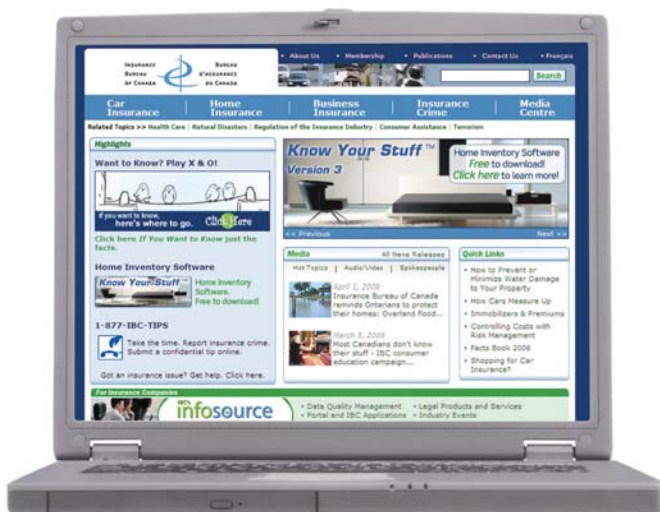 • About Us • Membership • Publications • Contact Us • Français
INSURANCE BUREAU
BUREAU D'ASSURANCE
OF CANADA DU CANADA
Search
Car Insurance | Home Insurance | Business Insurance | Insurance Crime | Media Centre
Related Topics >> Health Care | Natural Disasters | Regulation of the Insurance Industry | Consumer Assistance | Terrorism
Highlights
Want to Know? Play X & O!
If you want to know,
here's where to go.
Click Here
Click here If You Want to Know just the
facts.
Home Inventory Software
Know Your Stuff™
Home Inventory
Software.
Free to download!
1-877-IBC-TIPS
Take the time. Report insurance crime.
Submit a confidential tip online.
Got an insurance issue? Get help. Click here.
Know Your Stuff™
Version 3
Home Inventory Software
Free to download!
Click here to learn more!
<< Previous
Next >>
Media
All News Releases
Hot Topics | Audio/Video | Spokespeople
April 1, 2008
Insurance Bureau of Canada
reminds Ontarians to protect
their homes: Overland flood...
March 5, 2008
Most Canadians don't know
their stuff - IBC consumer
education campaign...
Quick Links
• How to Prevent or
Minimize Water Damage
to Your Property
• How Cars Measure Up
• Immobilizers & Premiums
• Controlling Costs with
Risk Management
• Facts Book 2006
• Shopping for Car
Insurance?
For Insurance Companies
IBC's
infosource
• Data Quality Management • Legal Products and Services
• Portal and IBC Applications • Industry Events